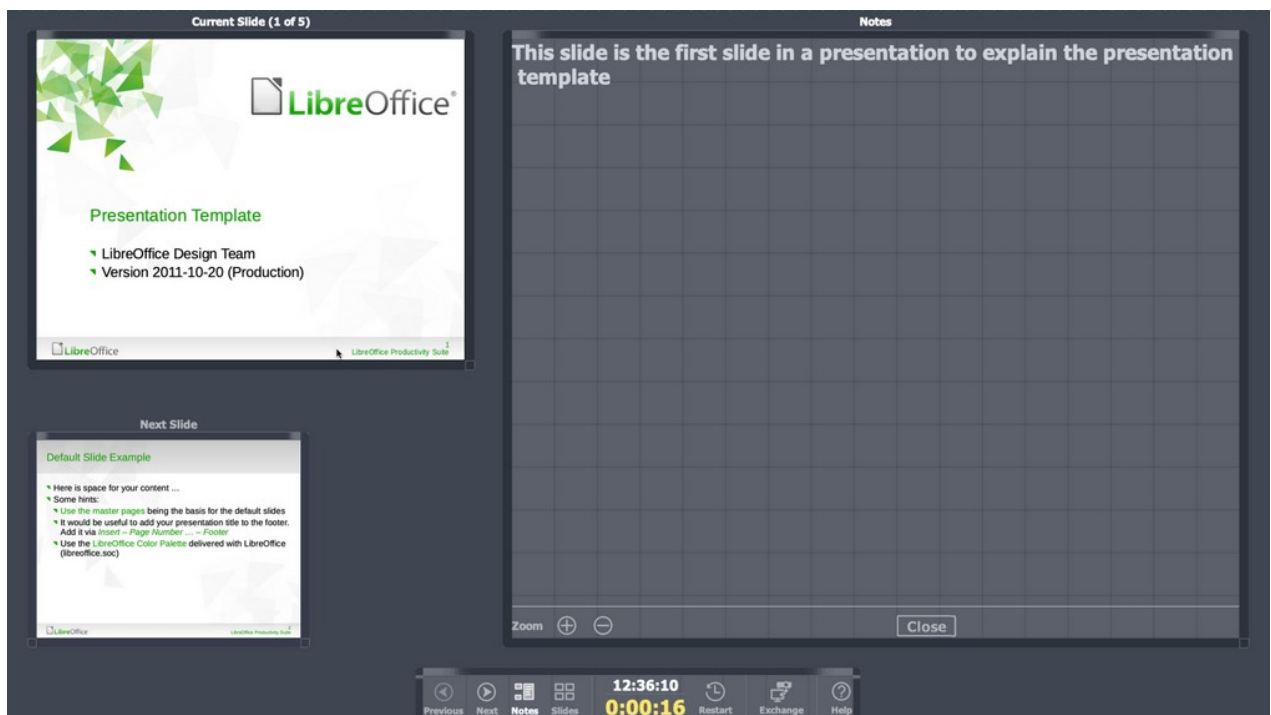 Current Slide (1 of 5)
LibreOffice®
Presentation Template
LibreOffice Design Team
Version 2011-10-20 (Production)
LibreOffice
1
LibreOffice Productivity Suite
Next Slide
Default Slide Example
Here is space for your content ...
Some hints:
Use the master pages being the basis for the default slides
It would be useful to add your presentation title to the footer.
Add it via Insert – Page Number ... – Footer
Use the LibreOffice Color Palette delivered with LibreOffice
(libreoffice.soc)
LibreOffice
2
LibreOffice Productivity Suite
Notes
This slide is the first slide in a presentation to explain the presentation
template
Zoom
Close
Previous
Next
Notes
Slides
12:36:10
0:00:16
Restart
Exchange
Help